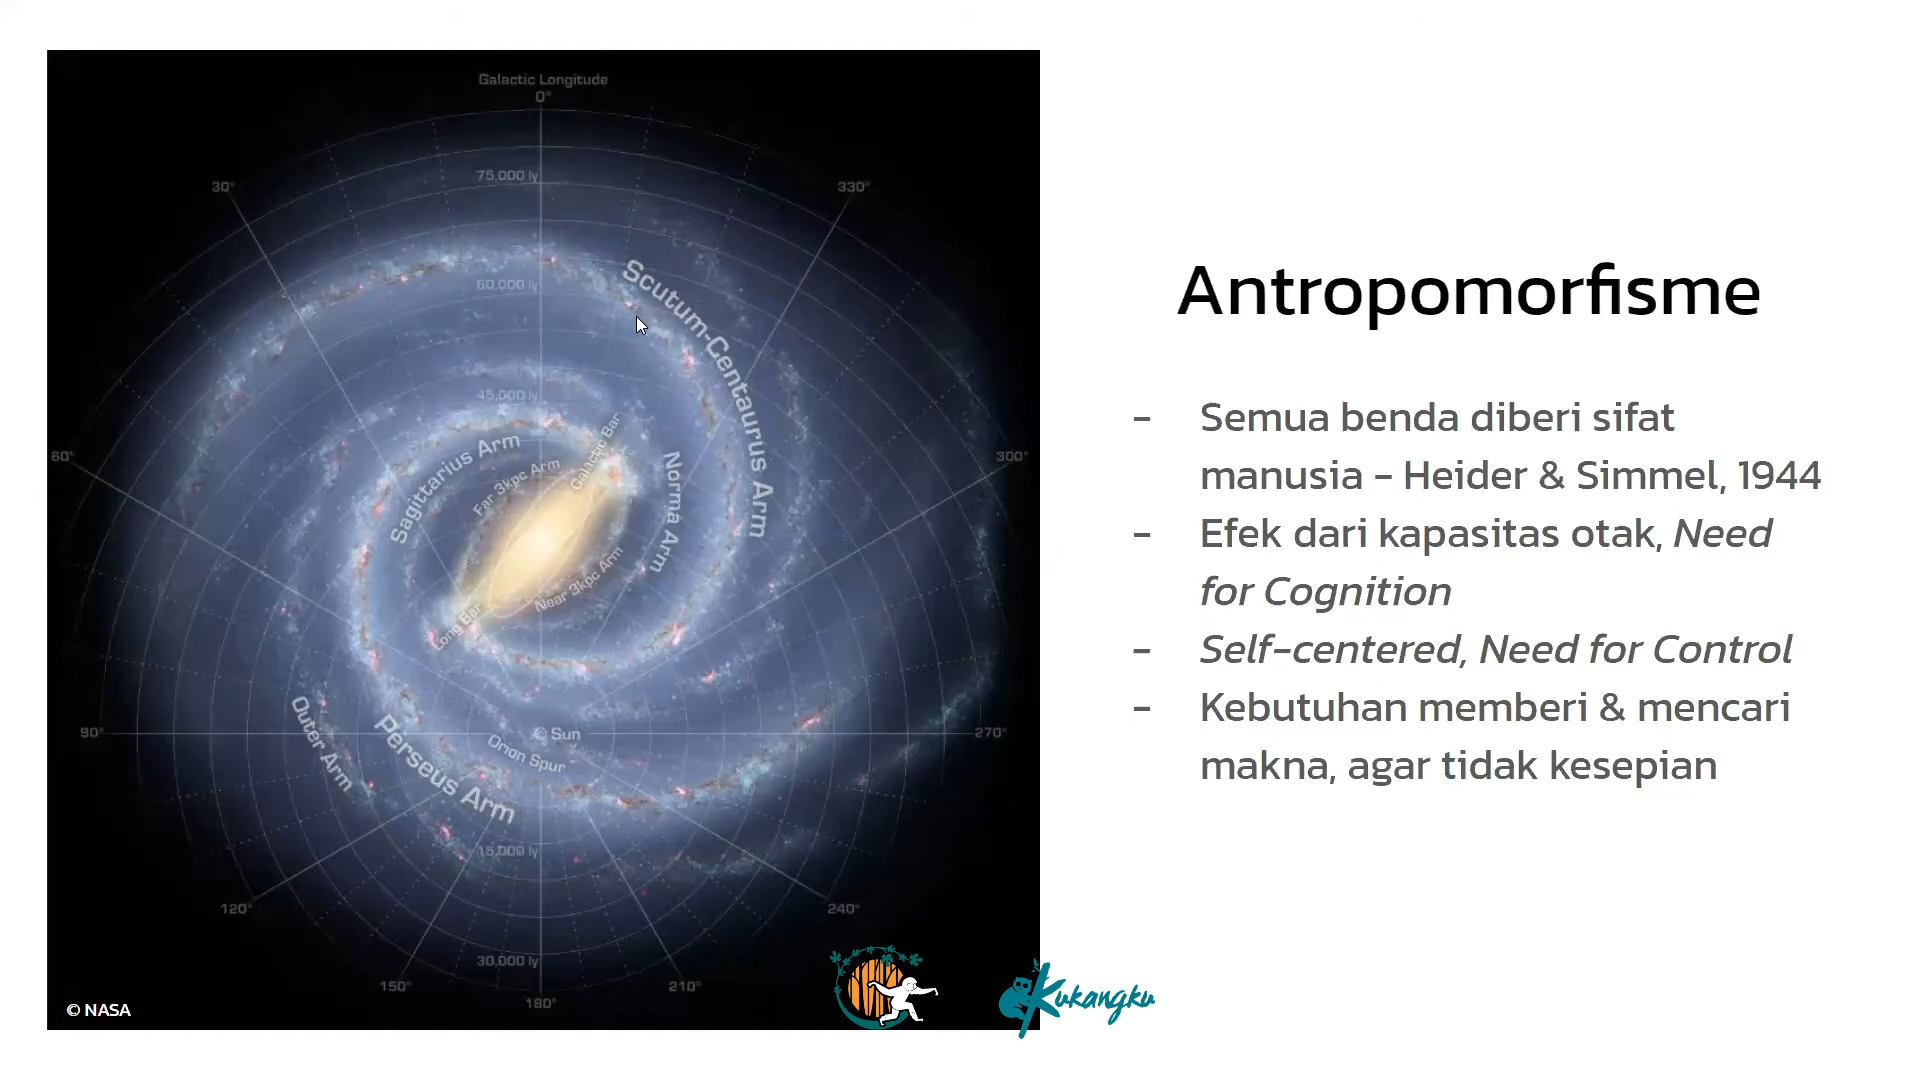 Galactic Longitude
0°
30°
330°
75,000 ly
60,000 ly
45,000 ly
Scutum-Centaurus Arm
Sagittarius Arm
Far 3kpc Arm
Galactic Bar
Norma Arm
Near 3kpc Arm
Long Bar
60°
300°
90°
270°
Outer Arm
Perseus Arm
Orion Spur
Sun
15,000 ly
120°
240°
30,000 ly
150°
210°
180°
© NASA
Kukangku
Antropomorfisme
- Semua benda diberi sifat
manusia - Heider & Simmel, 1944
- Efek dari kapasitas otak, Need
for Cognition
- Self-centered, Need for Control
- Kebutuhan memberi & mencari
makna, agar tidak kesepian